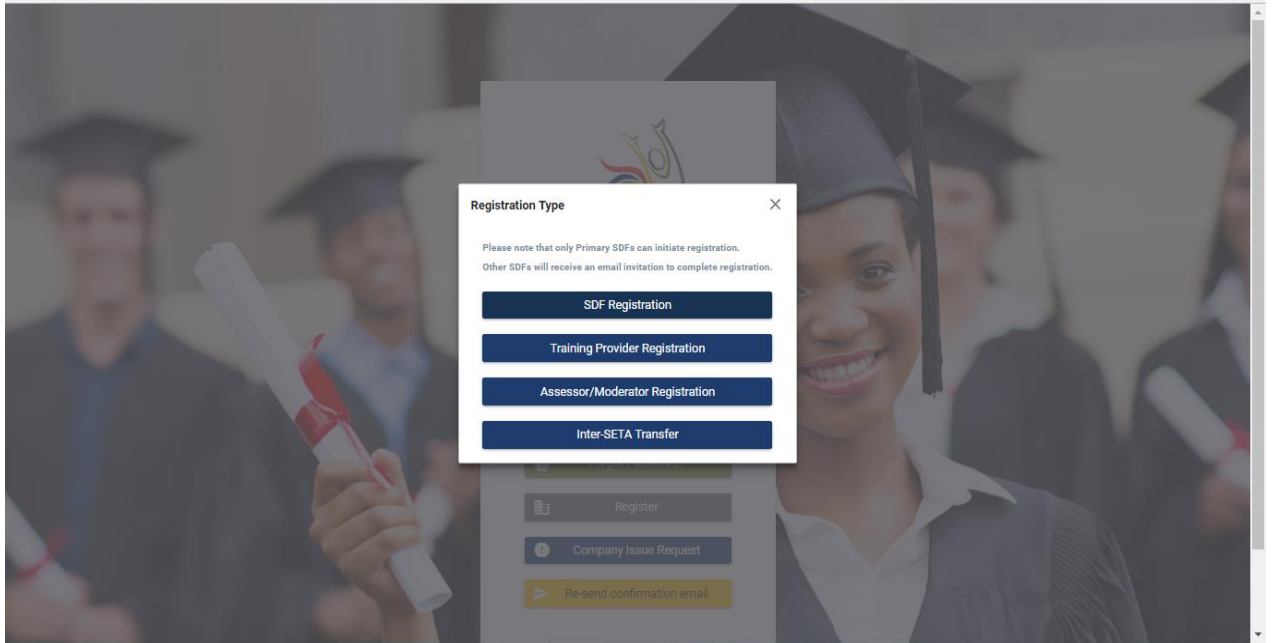 Registration Type
Please note that only Primary SDFs can initiate registration.
Other SDFs will receive an email invitation to complete registration.
SDF Registration
Training Provider Registration
Assessor/Moderator Registration
Inter-SETA Transfer
Register
Company Issue Request
Re-send confirmation email